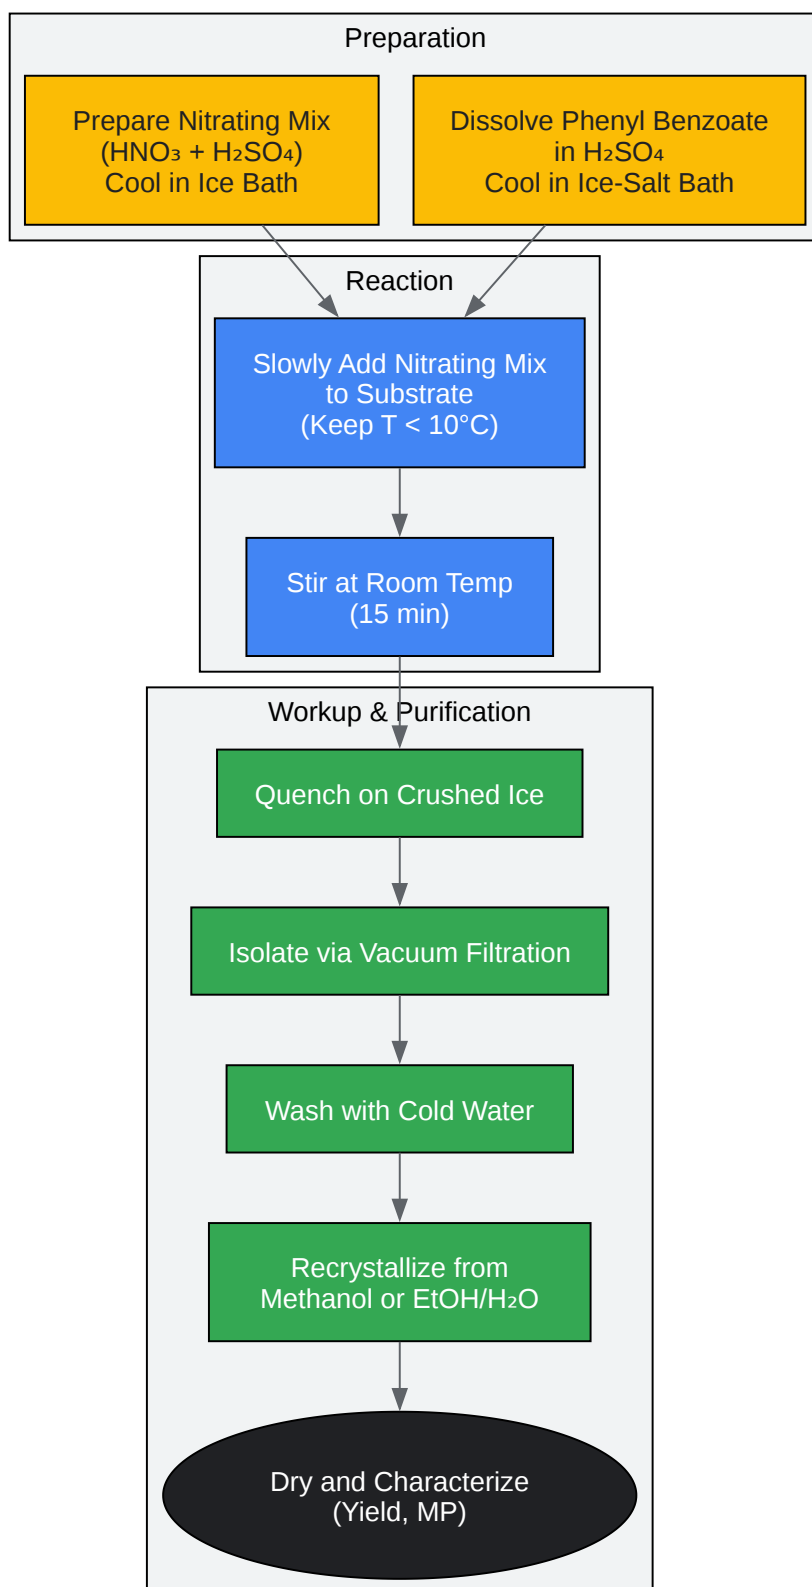 Preparation
Prepare Nitrating Mix
(HNO₃ + H₂SO₄)
Cool in Ice Bath
Dissolve Phenyl Benzoate
in H₂SO₄
Cool in Ice-Salt Bath
Reaction
Slowly Add Nitrating Mix
to Substrate
(Keep T < 10°C)
Stir at Room Temp
(15 min)
Workup & Purification
Quench on Crushed Ice
Isolate via Vacuum Filtration
Wash with Cold Water
Recrystallize from
Methanol or EtOH/H₂O
Dry and Characterize
(Yield, MP)